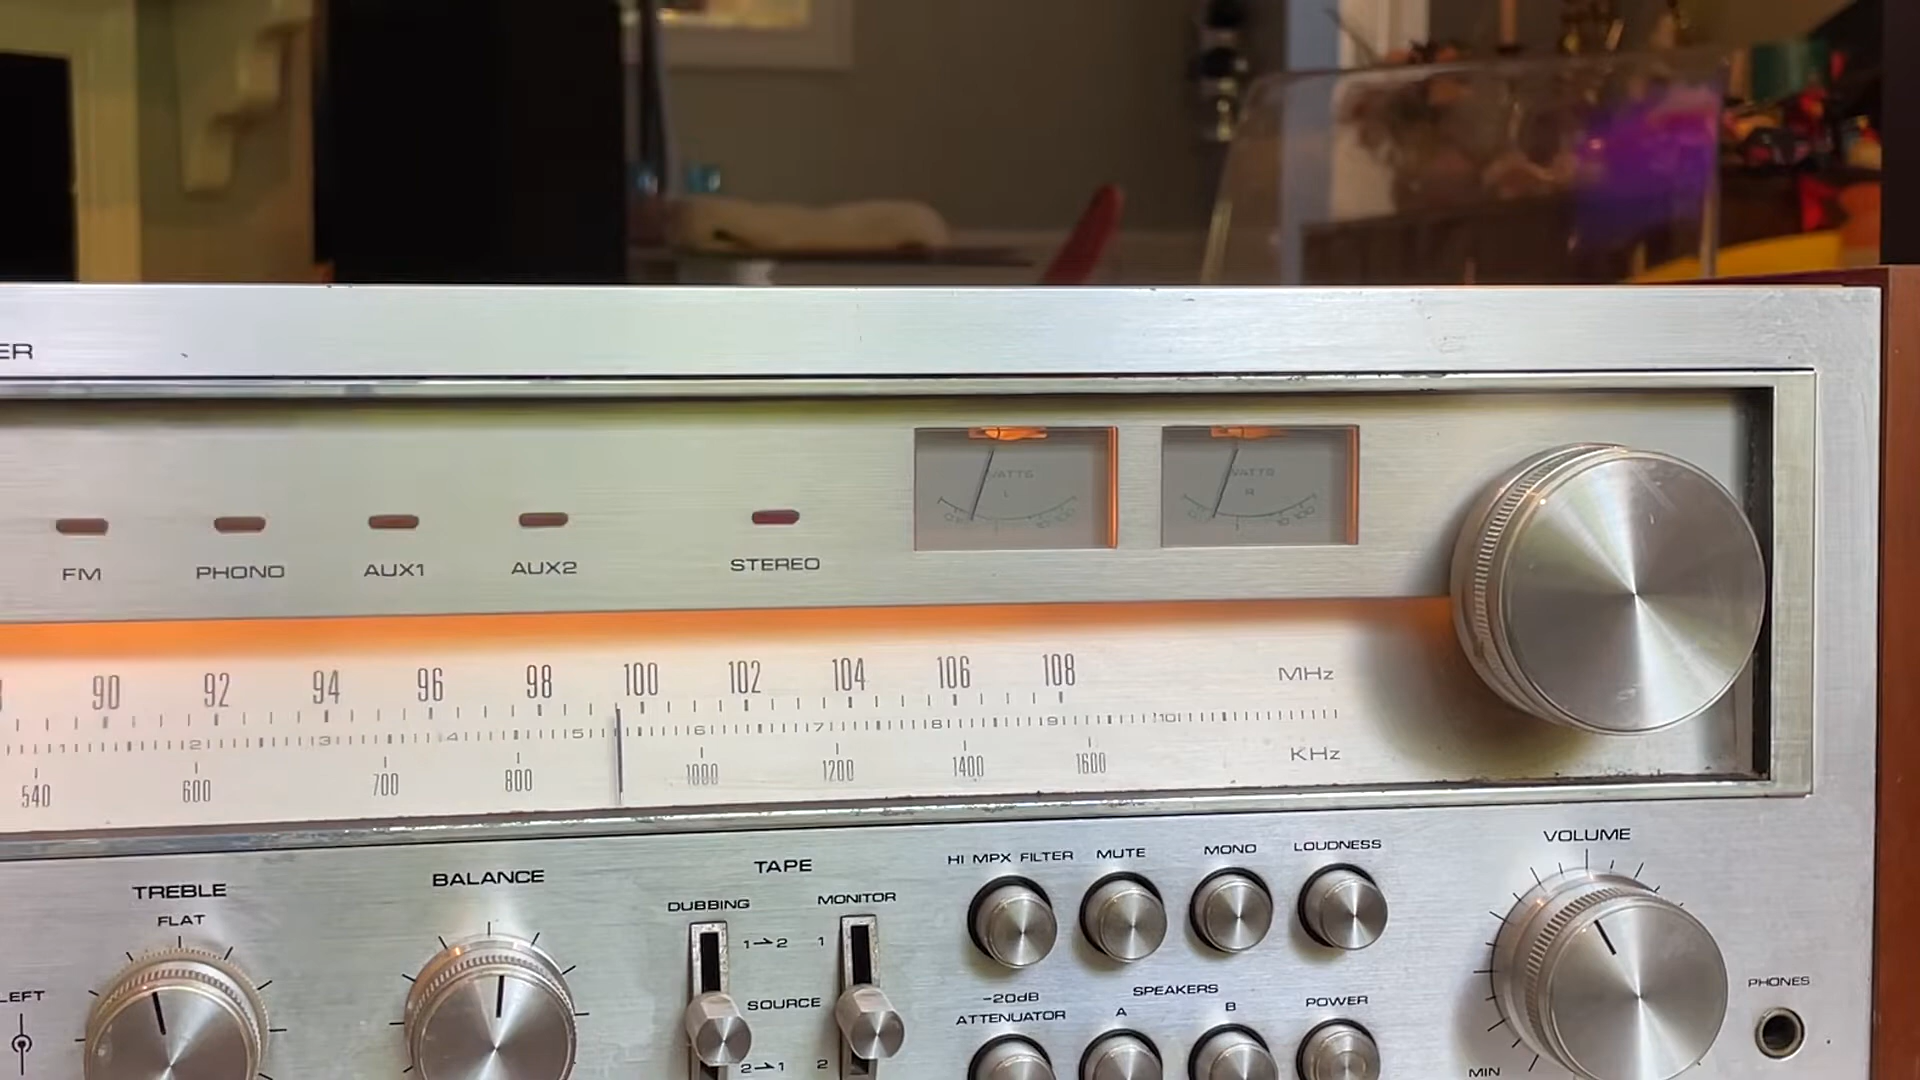 ER
WATTS
L
WATTS
R
FM PHONO AUX1 AUX2 STEREO
90 92 94 96 98 100 102 104 106 108 MHz
1 2 3 4 5 6 7 8 9 10
540 600 700 800 1000 1200 1400 1600 KHz
TREBLE
FLAT
BALANCE
TAPE
DUBBING MONITOR
1→2 1
SOURCE
2→1 2
HI MPX FILTER MUTE MONO LOUDNESS
VOLUME
LEFT
-20dB
ATTENUATOR
SPEAKERS
A B
POWER
MIN
PHONES